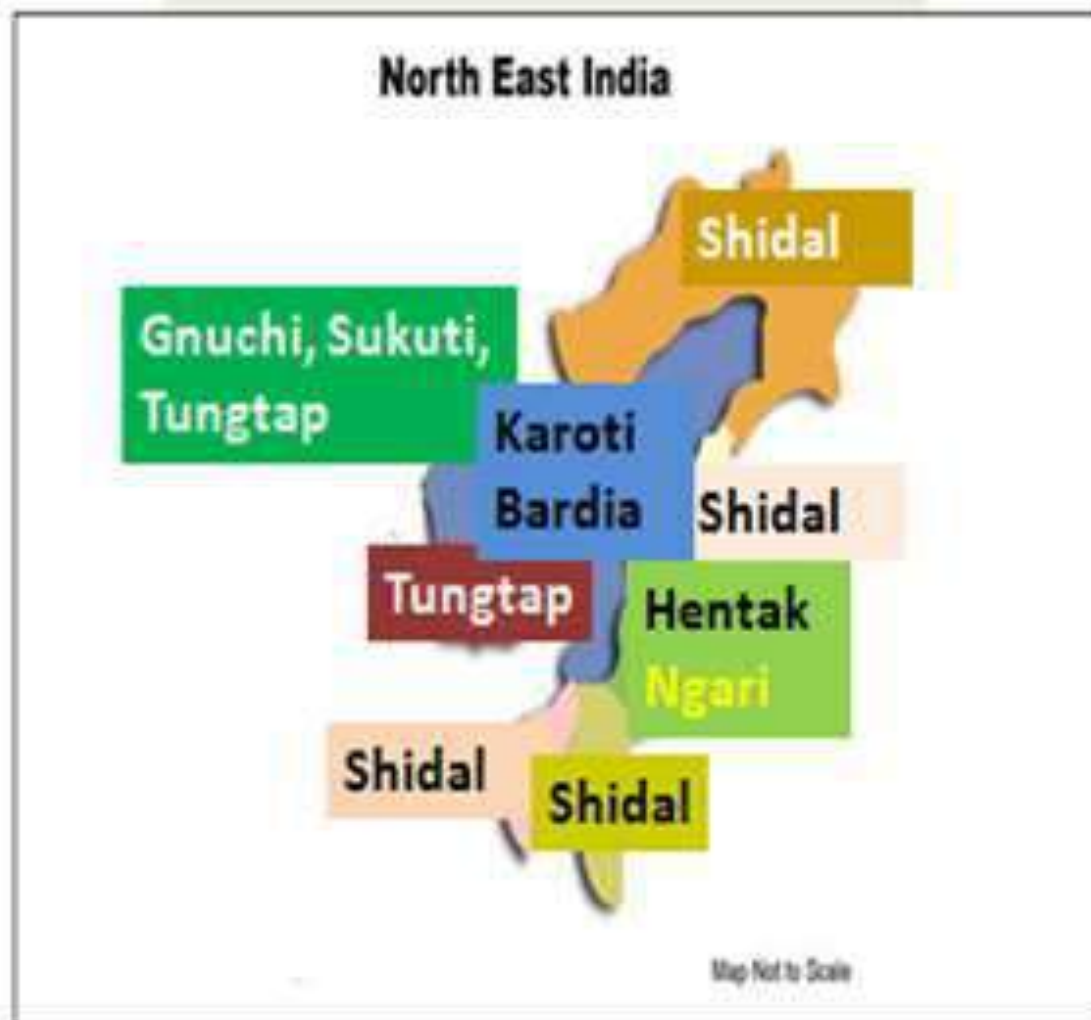 North East India
Shidal
Gnuchi, Sukuti,
Tungtap
Karoti
Bardia
Shidal
Tungtap
Hentak
Ngari
Shidal
Shidal
Map Not to Scale